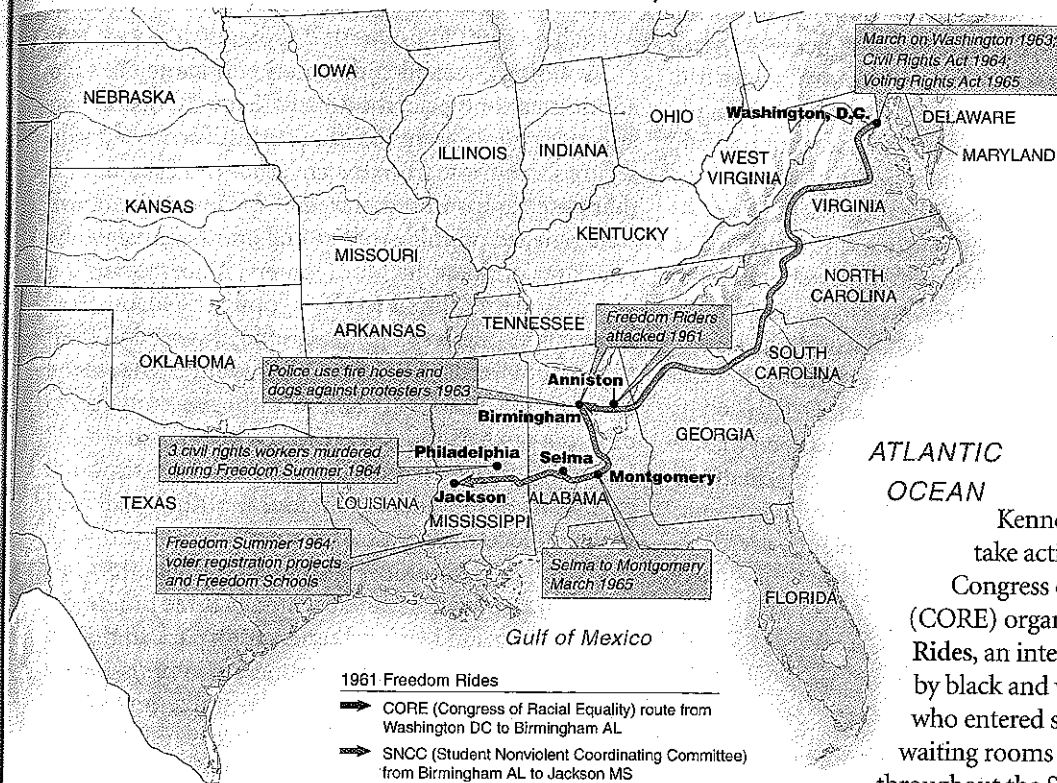 March on Washington 1963;
Civil Rights Act 1964;
Voting Rights Act 1965
IOWA
NEBRASKA
OHIO
Washington, D.C.
DELAWARE
ILLINOIS
INDIANA
WEST
VIRGINIA
MARYLAND
KANSAS
VIRGINIA
KENTUCKY
MISSOURI
NORTH
CAROLINA
ARKANSAS
TENNESSEE
Freedom Riders
attacked 1961
OKLAHOMA
SOUTH
CAROLINA
Police use fire hoses and
dogs against protesters 1963
Anniston
Birmingham
GEORGIA
3 civil rights workers murdered
during Freedom Summer 1964
Philadelphia
Selma
Montgomery
Jackson
TEXAS
LOUISIANA
ALABAMA
MISSISSIPPI
ATLANTIC
OCEAN
Freedom Summer 1964;
voter registration projects
and Freedom Schools
Selma to Montgomery
March 1965
FLORIDA
Gulf of Mexico
1961 Freedom Rides
CORE (Congress of Racial Equality) route from
Washington DC to Birmingham AL
SNCC (Student Nonviolent Coordinating Committee)
from Birmingham AL to Jackson MS
Kenne
take acti
Congress
(CORE) organ
Rides, an inte
by black and
who entered s
waiting rooms
throughout the